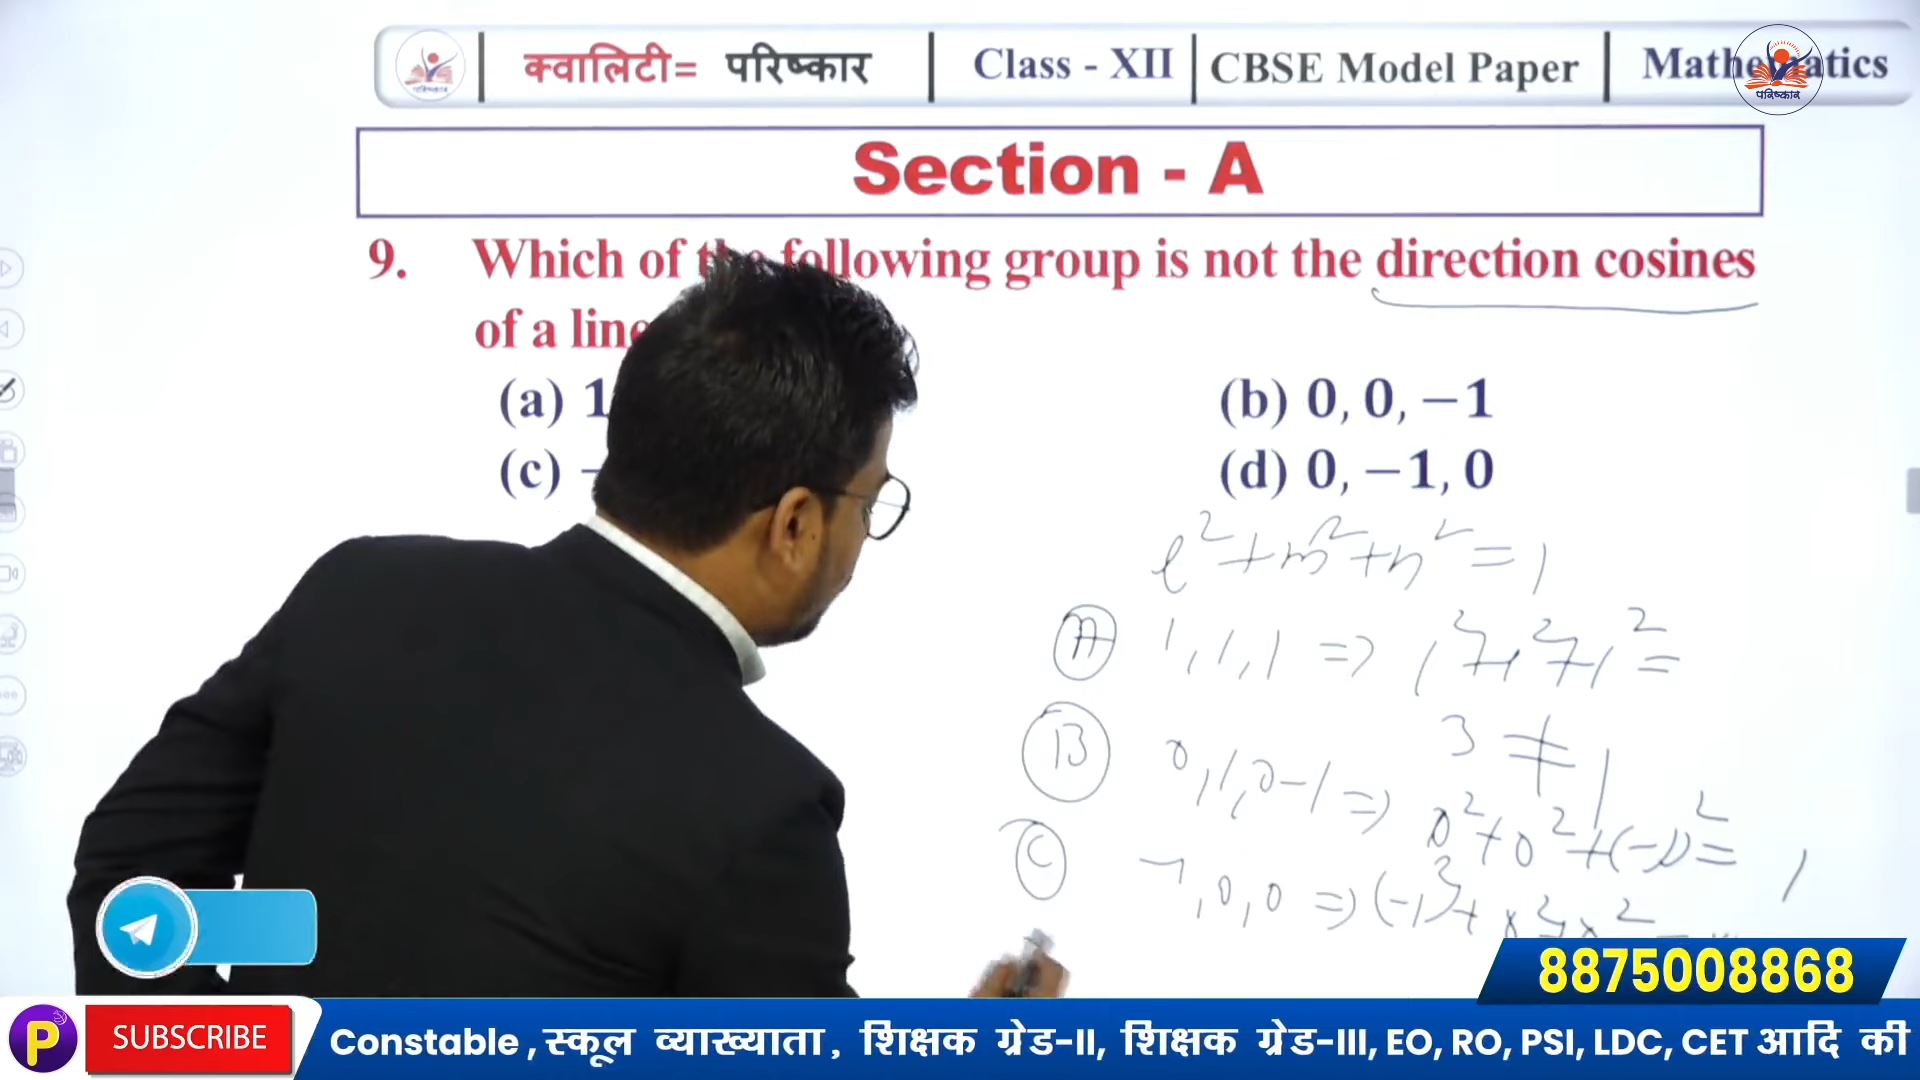 क्वालिटी= परिष्कार | Class - XII | CBSE Model Paper | Mathematics
परिष्कार
Section - A
9. Which of the following group is not the direction cosines
of a line
(a) 1 (b) 0, 0, −1
(c) − (d) 0, −1, 0
l² + m² + n² = 1
A 1, 1, 1 ⇒ 1² + 1² + 1² =
3 ≠ 1
B 0, 1, 0 -1 ⇒ 0² + 0² + (-1)² = 1
C -1, 0, 0 ⇒ (-1)² +
8875008868
P SUBSCRIBE Constable , स्कूल व्याख्याता , शिक्षक ग्रेड-II, शिक्षक ग्रेड-III, EO, RO, PSI, LDC, CET आदि की